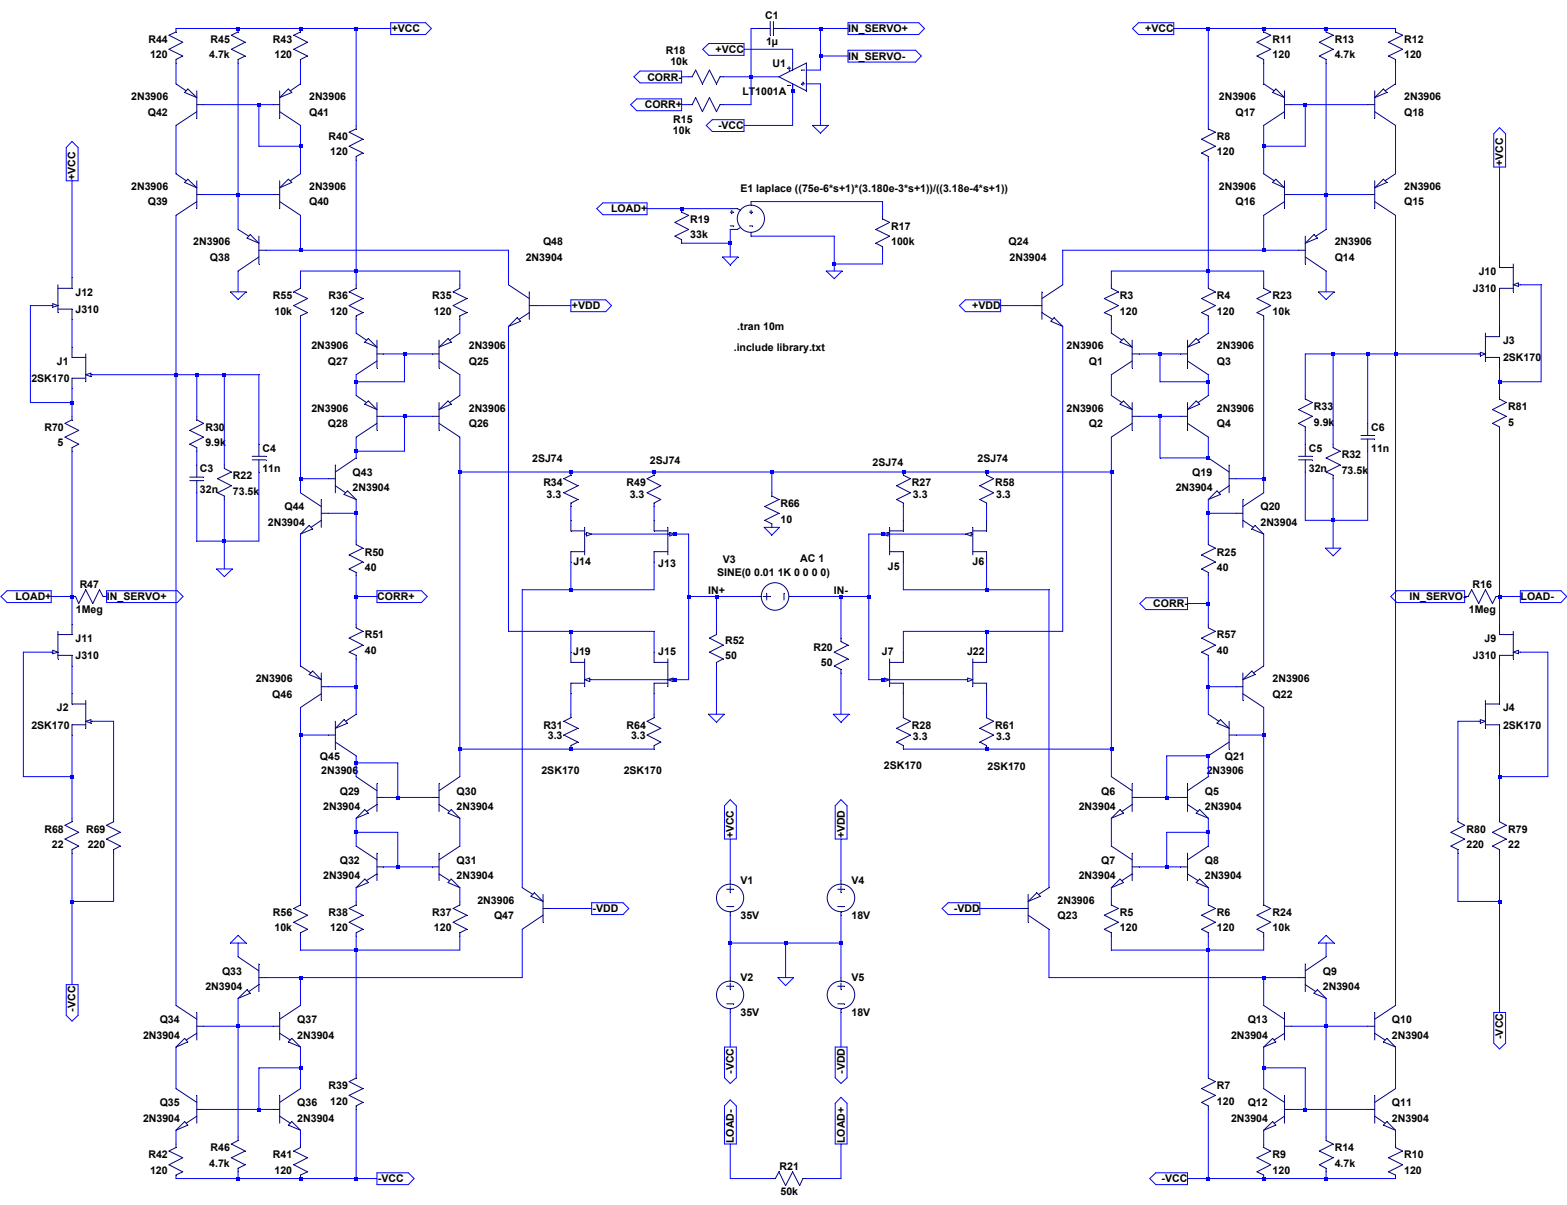 R44
120
R45
4.7k
R43
120
+VCC
2N3906
Q42
2N3906
Q41
R40
120
+VCC
2N3906
Q39
2N3906
Q40
2N3906
Q38
Q48
2N3904
+VDD
J12
J310
J1
2SK170
R70
5
R55
10k
R36
120
R35
120
2N3906
Q27
2N3906
Q25
2N3906
Q28
2N3906
Q26
R30
9.9k
C3
32n
R22
73.5k
C4
11n
Q43
2N3904
Q44
2N3904
R50
40
CORR+
R51
40
LOAD+
R47
1Meg
IN_SERVO+
J11
J310
J2
2SK170
R68
22
R69
220
-VCC
2N3906
Q46
Q45
2N3906
Q29
2N3904
Q30
2N3904
Q32
2N3904
Q31
2N3904
R56
10k
R38
120
R37
120
2N3906
Q47
-VDD
Q33
2N3904
Q34
2N3904
Q37
2N3904
Q35
2N3904
Q36
2N3904
R39
120
R42
120
R46
4.7k
R41
120
-VCC
C1
1µ
IN_SERVO+
IN_SERVO-
R18
10k
+VCC
U1
CORR-
LT1001A
CORR+
R15
10k
-VCC
E1 laplace ((75e-6*s+1)*(3.180e-3*s+1))/((3.18e-4*s+1))
LOAD+
R19
33k
R17
100k
.tran 10m
.include library.txt
2SJ74
R34
3.3
2SJ74
R49
3.3
J14
J13
R66
10
2SJ74
R27
3.3
2SJ74
R58
3.3
J5
J6
V3
AC 1
SINE(0 0.01 1K 0 0 0 0)
IN+
IN-
R52
50
R20
50
J19
J15
R31
3.3
R64
3.3
2SK170
2SK170
J7
J22
R28
3.3
R61
3.3
2SK170
2SK170
+VCC
+VDD
V1
35V
V4
18V
V2
35V
V5
18V
-VCC
-VDD
LOAD-
LOAD+
R21
50k
+VCC
R11
120
R13
4.7k
R12
120
2N3906
Q17
2N3906
Q18
R8
120
2N3906
Q16
2N3906
Q15
+VCC
Q24
2N3904
2N3906
Q14
+VDD
R3
120
R4
120
R23
10k
J10
J310
J3
2SK170
2N3906
Q1
2N3906
Q3
2N3906
Q2
2N3906
Q4
R33
9.9k
C5
32n
R32
73.5k
C6
11n
R81
5
Q19
2N3904
Q20
2N3904
R25
40
CORR-
R57
40
IN_SERVO
R16
1Meg
LOAD-
J9
J310
J4
2SK170
2N3906
Q22
Q21
2N3906
Q6
2N3904
Q5
2N3904
Q7
2N3904
Q8
2N3904
R80
220
R79
22
-VCC
2N3906
Q23
-VDD
R5
120
R6
120
R24
10k
Q9
2N3904
Q13
2N3904
Q10
2N3904
Q12
2N3904
Q11
2N3904
R7
120
R9
120
R14
4.7k
R10
120
-VCC